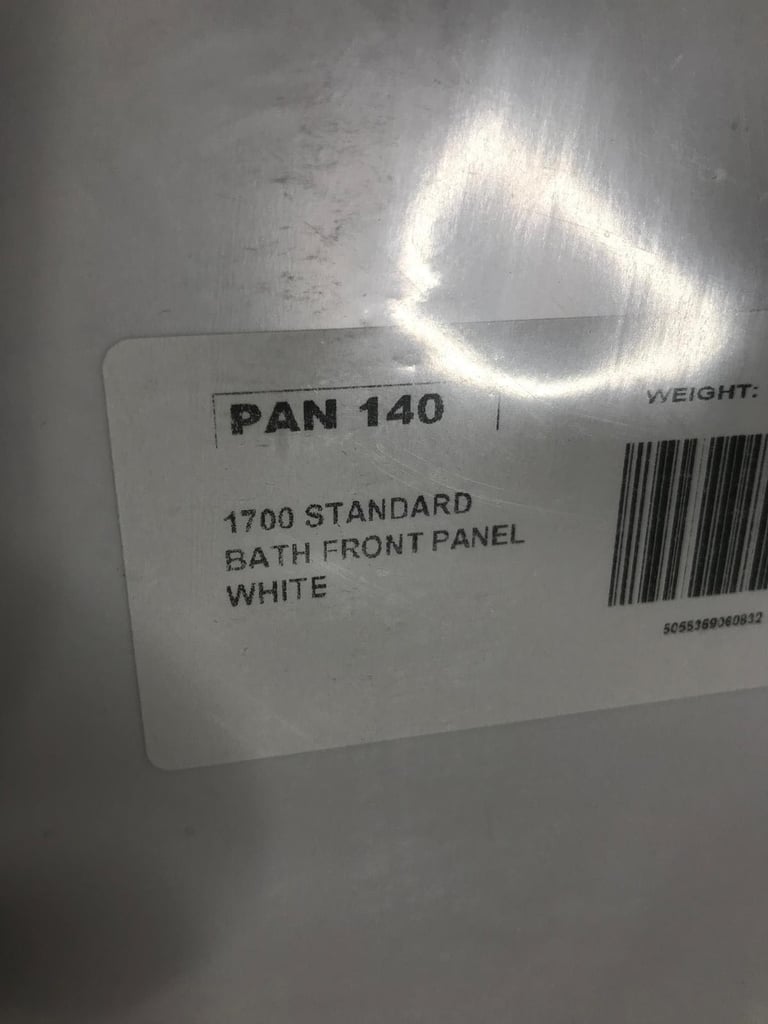 PAN 140
WEIGHT:
1700 STANDARD
BATH FRONT PANEL
WHITE
5055369060832